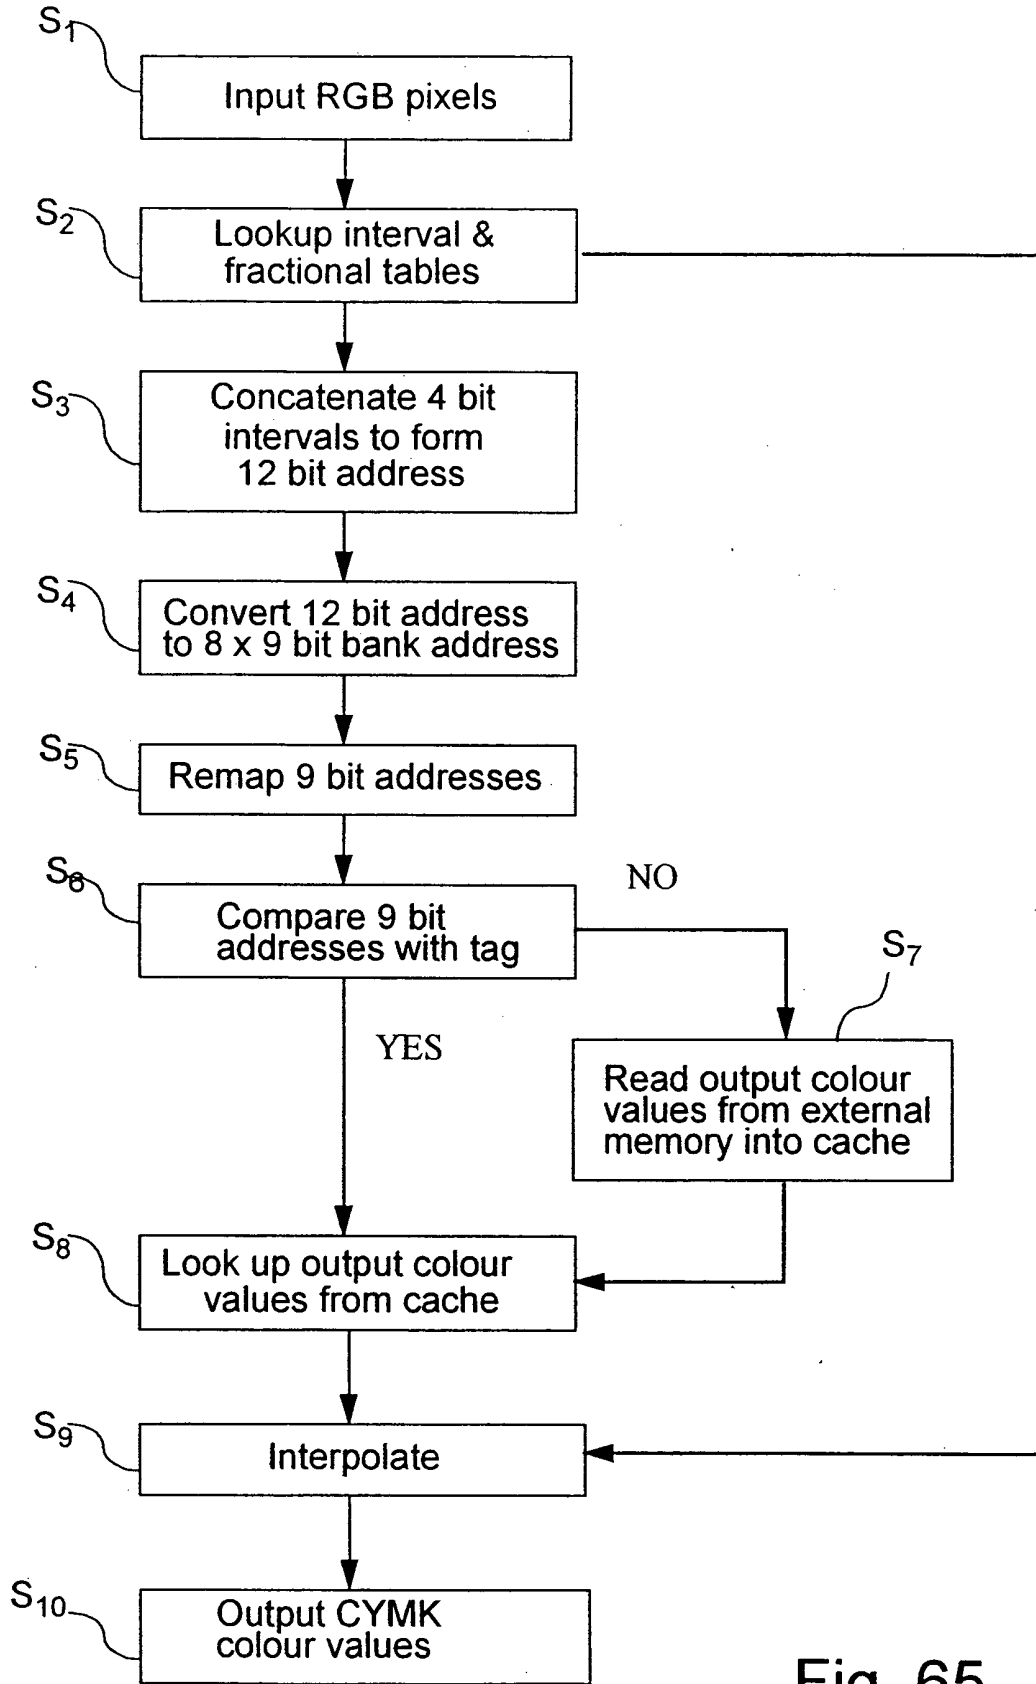 S1
Input RGB pixels
S2
Lookup interval &
fractional tables
S3
Concatenate 4 bit
intervals to form
12 bit address
S4
Convert 12 bit address
to 8 x 9 bit bank address
S5
Remap 9 bit addresses
S6
Compare 9 bit
addresses with tag
NO
YES
S7
Read output colour
values from external
memory into cache
S8
Look up output colour
values from cache
S9
Interpolate
S10
Output CYMK
colour values
Fig. 65